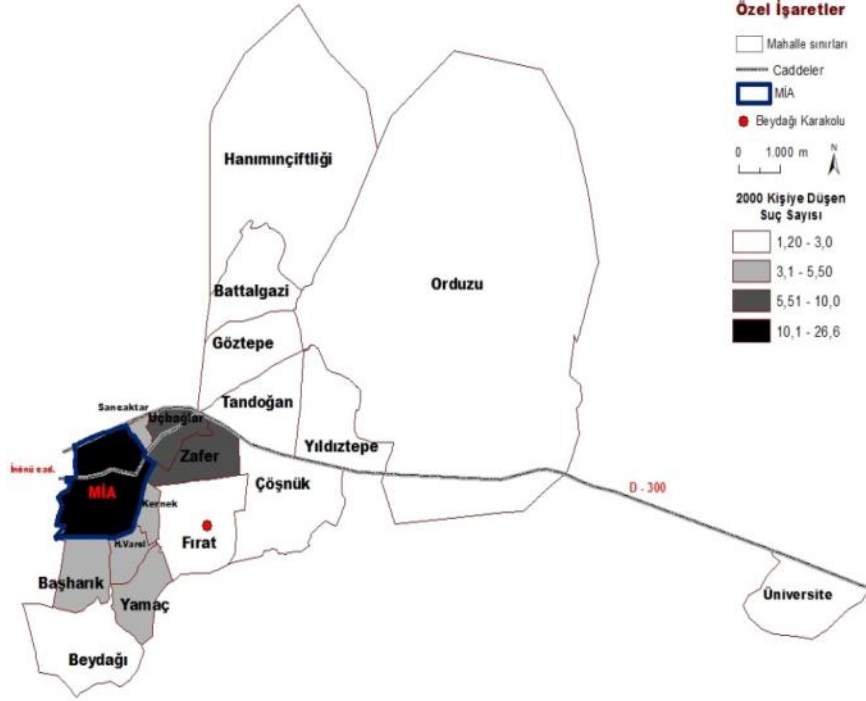 Özel İşaretler
Mahalle sınırları
Caddeler
MİA
Beydağı Karakolu
0 1.000 m N
2000 Kişiye Düşen
Suç Sayısı
1,20 - 3,0
3,1 - 5,50
5,51 - 10,0
10,1 - 26,6
Hanımınçiftliği
Orduzu
Battalgazi
Göztepe
Tandoğan
Sancaktar
Üçbağlar
Yıldıztepe
Zafer
İnönü cad.
Çöşnük
MİA
D - 300
Kernek
Fırat
H.Varol
Başharık
Üniversite
Yamaç
Beydağı